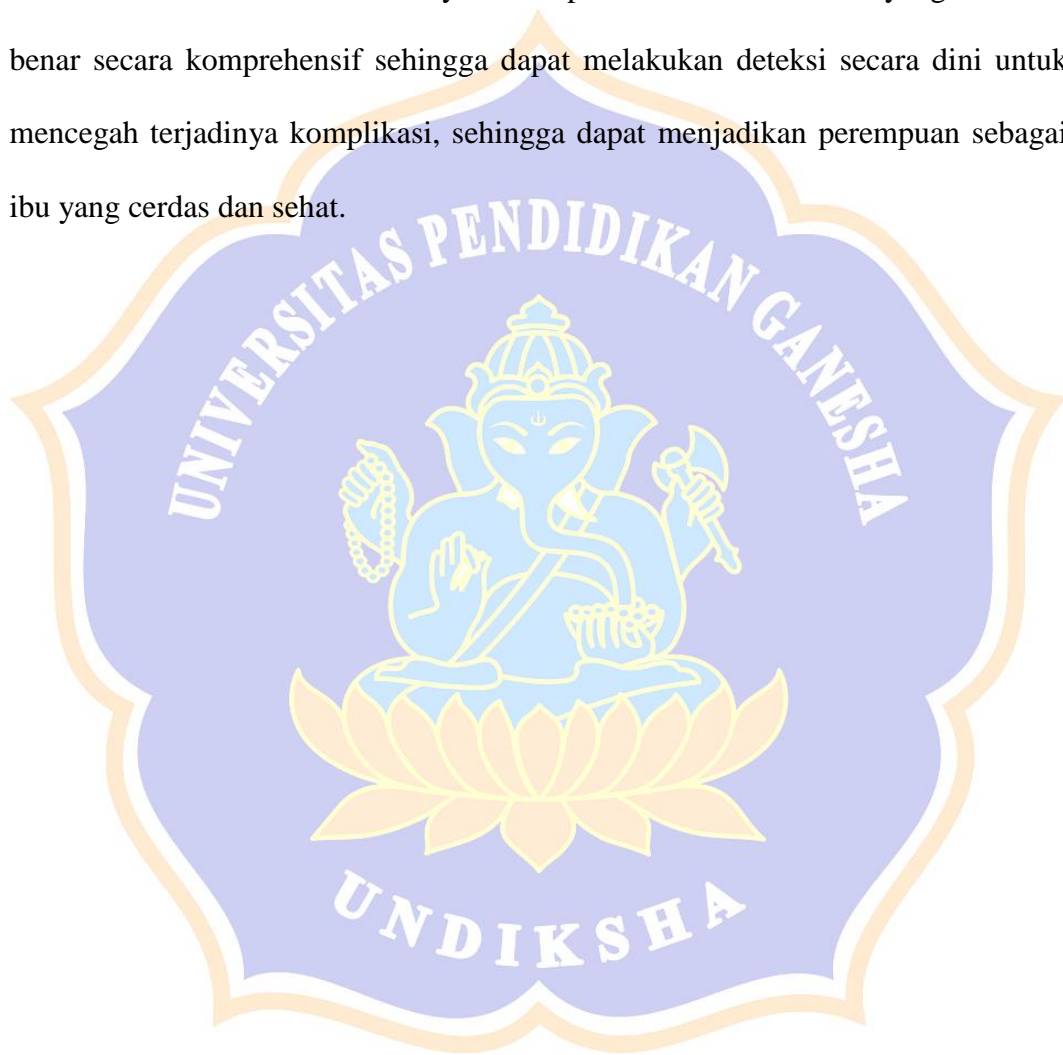 benar secara komprehensif sehingga dapat melakukan deteksi secara dini untuk
mencegah terjadinya komplikasi, sehingga dapat menjadikan perempuan sebagai
ibu yang cerdas dan sehat.
UNIVERSITAS PENDIDIKAN GANESHA
UNDIKSHA